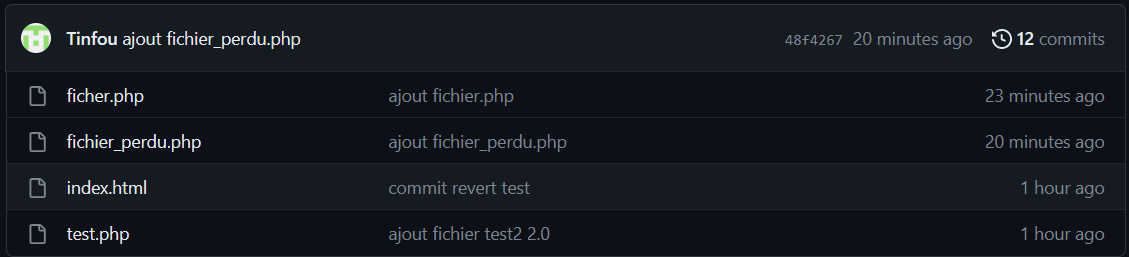 Tinfou ajout fichier_perdu.php 48f4267 20 minutes ago 12 commits
ficher.php ajout fichier.php 23 minutes ago
fichier_perdu.php ajout fichier_perdu.php 20 minutes ago
index.html commit revert test 1 hour ago
test.php ajout fichier test2 2.0 1 hour ago